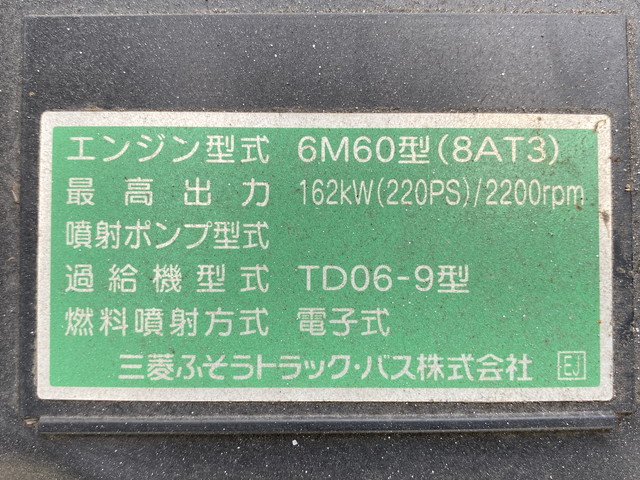 エンジン型式 6M60型(8AT3)
最高出力 162kW(220PS)/2200rpm
噴射ポンプ型式
過給機型式 TD06-9型
燃料噴射方式 電子式
三菱ふそうトラック・バス株式会社 EJ